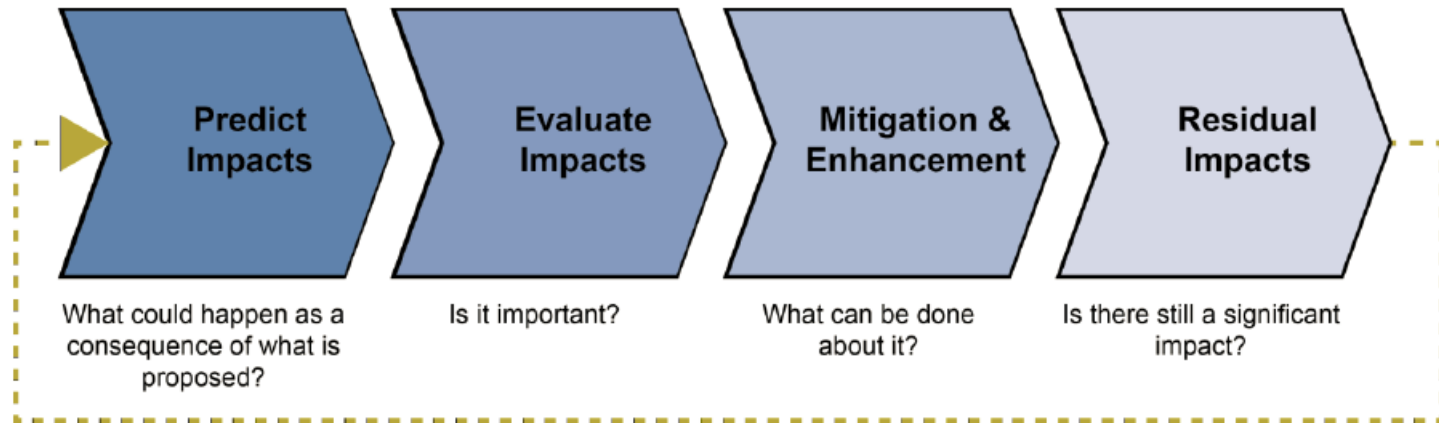 Predict
Impacts
Evaluate
Impacts
Mitigation &
Enhancement
Residual
Impacts
What could happen as a
consequence of what is
proposed?
Is it important?
What can be done
about it?
Is there still a significant
impact?